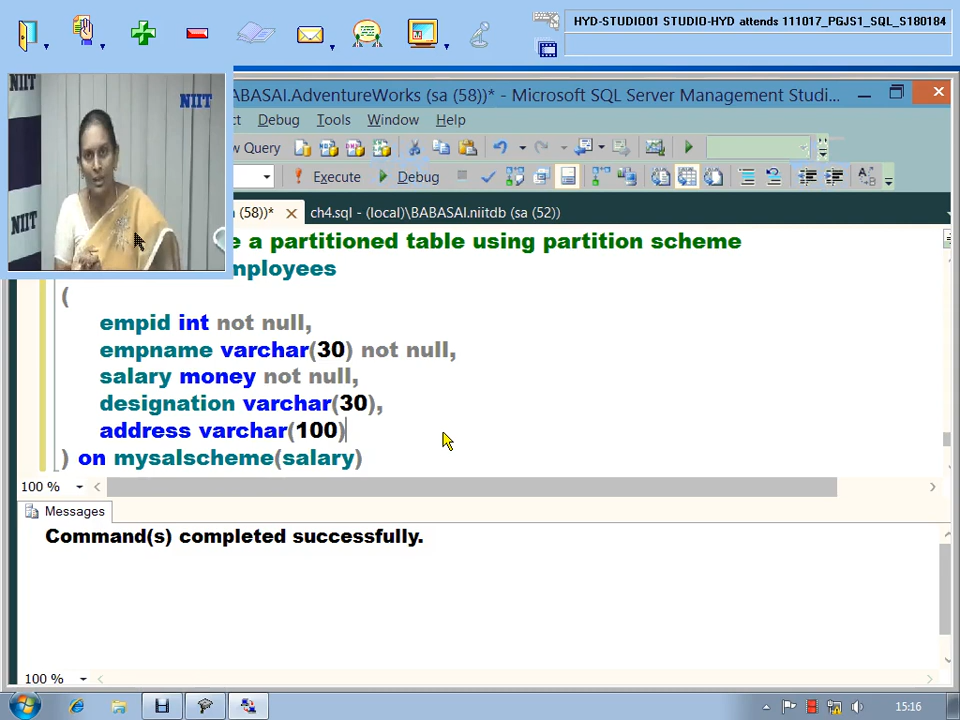 HYD-STUDIO01 STUDIO-HYD attends 111017_PGJS1_SQL_S180184
NIIT
NIIT
NIIT
BABASAI.AdventureWorks (sa (58))* - Microsoft SQL Server Management Studi...
ct Debug Tools Window Help
w Query
Execute Debug
a (58))* ch4.sql - (local)\BABASAI.niitdb (sa (52))
e a partitioned table using partition scheme
mployees
(
empid int not null,
empname varchar(30) not null,
salary money not null,
designation varchar(30),
address varchar(100)
) on mysalscheme(salary)
100 %
Messages
Command(s) completed successfully.
100 %
15:16